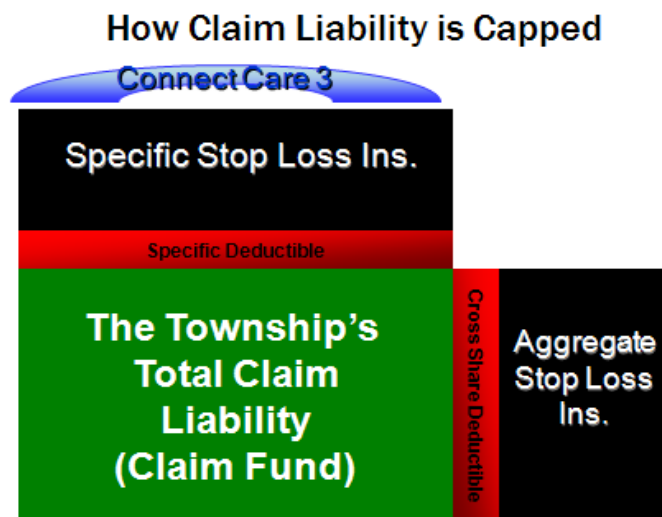 How Claim Liability is Capped
Connect Care 3
Specific Stop Loss Ins.
Specific Deductible
The Township's
Total Claim
Liability
(Claim Fund)
Cross Share Deductible
Aggregate
Stop Loss
Ins.